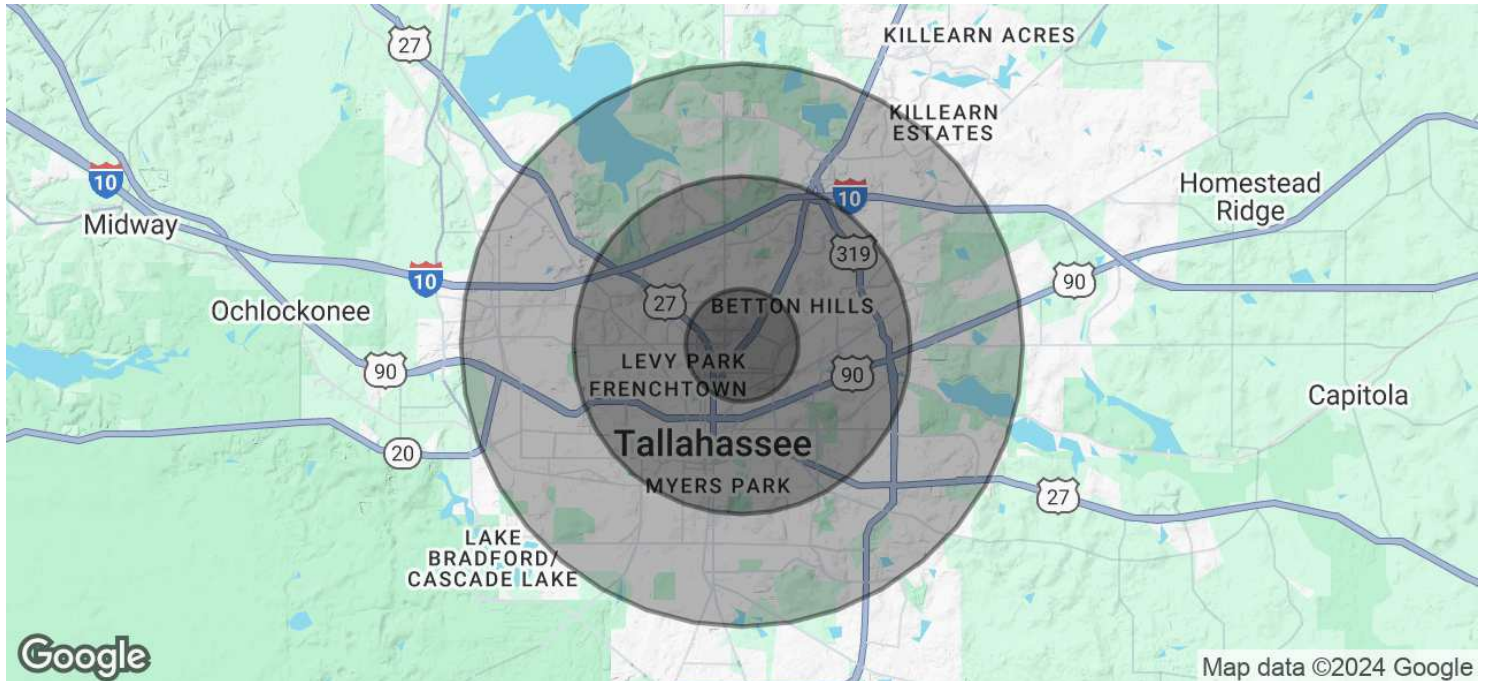 27
KILLEARN ACRES
KILLEARN
ESTATES
10
Midway
10
Homestead
Ridge
319
10
90
Ochlockonee
27
BETTON HILLS
90
LEVY PARK
FRENCHTOWN
90
Capitola
20
Tallahassee
MYERS PARK
27
LAKE
BRADFORD/
CASCADE LAKE
Google
Map data ©2024 Google